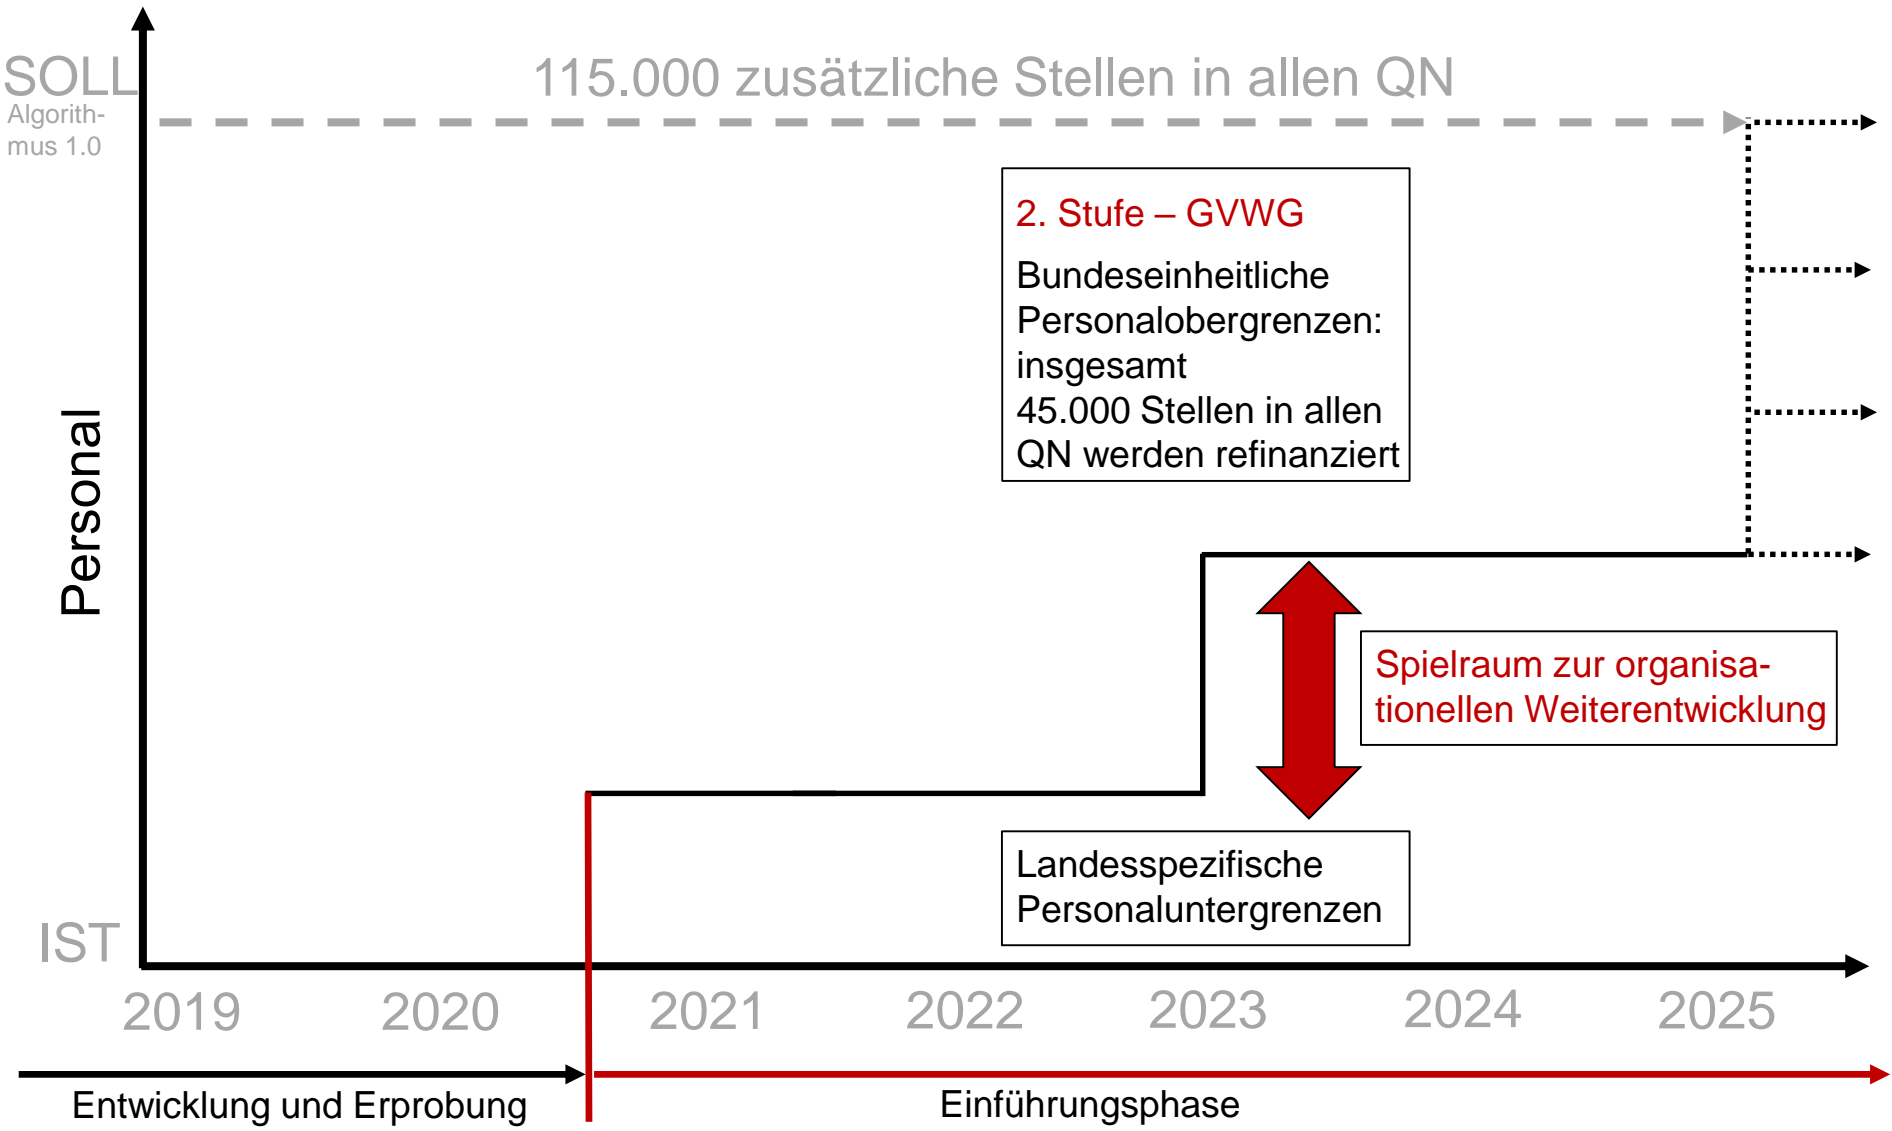 SOLL
Algorith-
mus 1.0
115.000 zusätzliche Stellen in allen QN
2. Stufe – GVWG
Bundeseinheitliche
Personalobergrenzen:
insgesamt
45.000 Stellen in allen
QN werden refinanziert
Personal
Spielraum zur organisa-
tionellen Weiterentwicklung
Landesspezifische
Personaluntergrenzen
IST
2019 2020 2021 2022 2023 2024 2025
Entwicklung und Erprobung
Einführungsphase